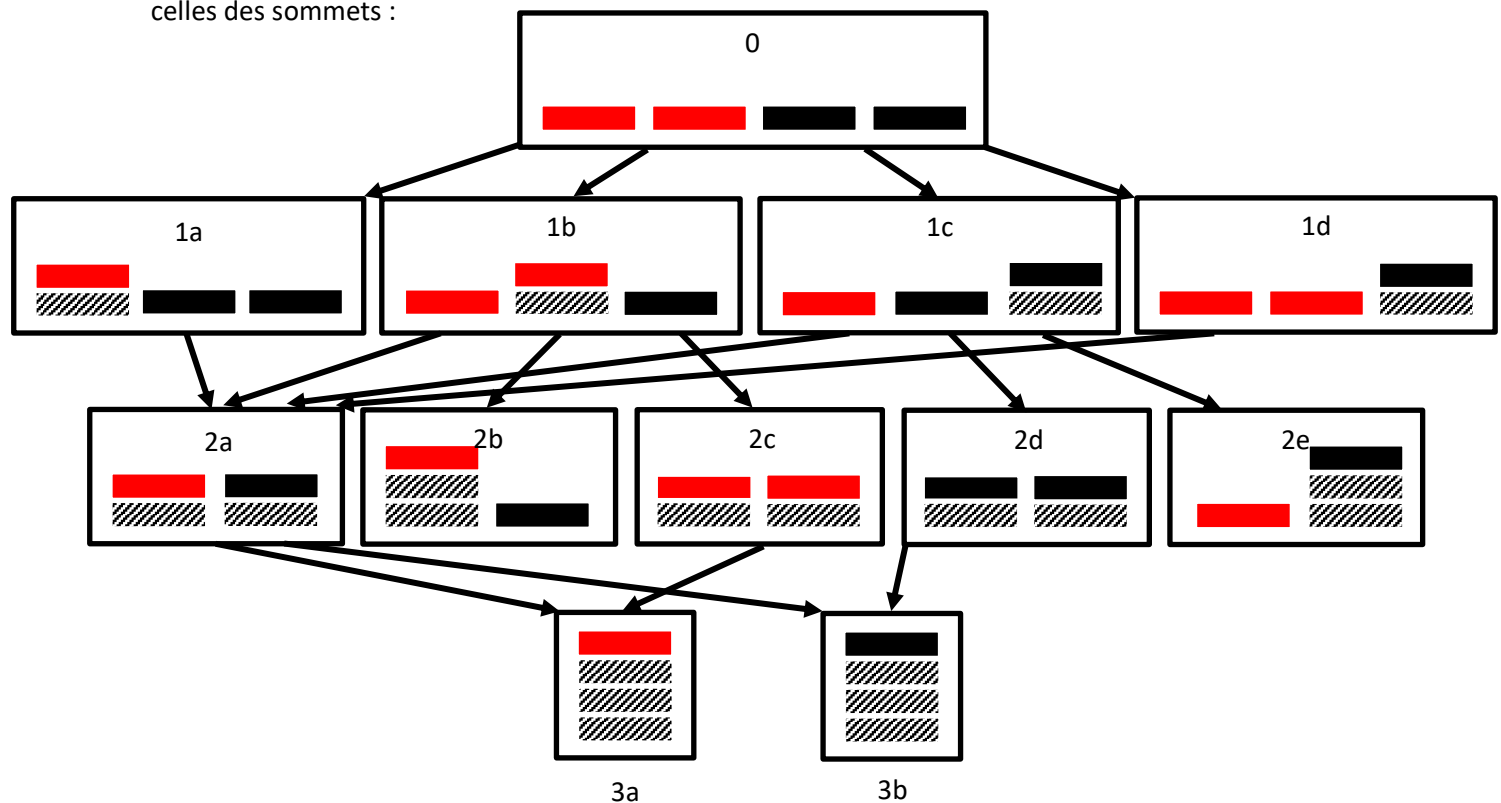 celles des sommets :
0
1a
1b
1c
1d
2a
2b
2c
2d
2e
3a
3b